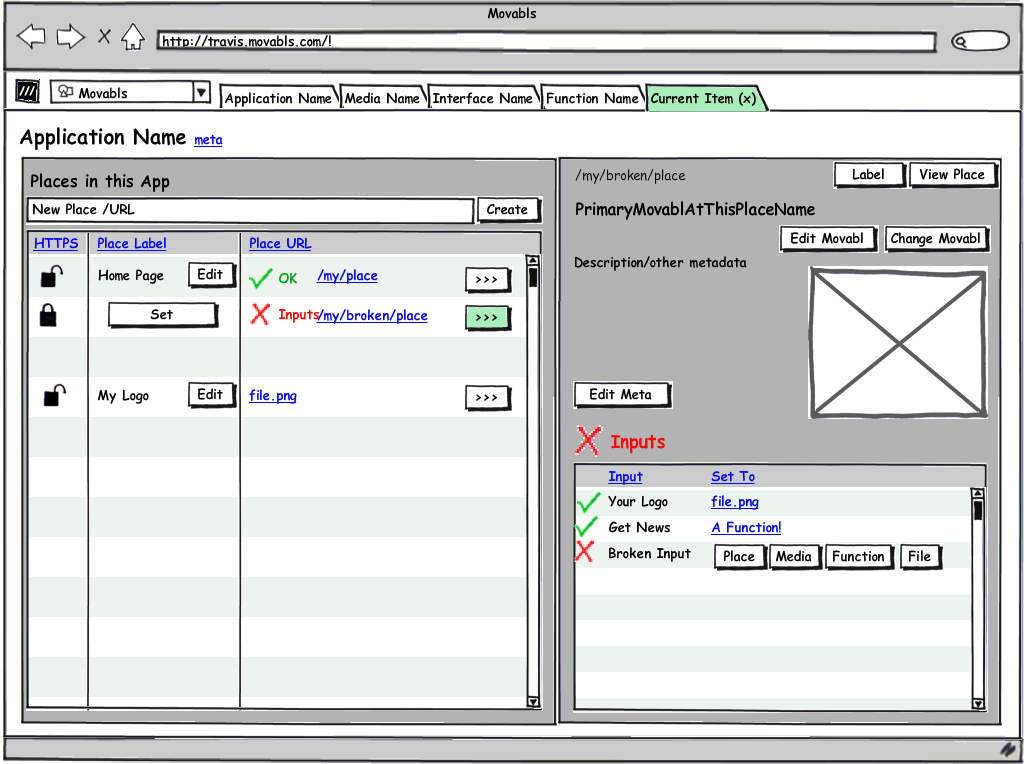 Movabls
http://travis.movabls.com/!
Movabls
Application Name
Media Name
Interface Name
Function Name
Current Item (x)
Application Name meta
Places in this App
New Place /URL
Create
HTTPS Place Label Place URL
Home Page Edit OK /my/place >>>
Set Inputs /my/broken/place >>>
My Logo Edit file.png >>>
/my/broken/place
Label
View Place
PrimaryMovablAtThisPlaceName
Edit Movabl
Change Movabl
Description/other metadata
Edit Meta
Inputs
Input Set To
Your Logo file.png
Get News A Function!
Broken Input Place Media Function File